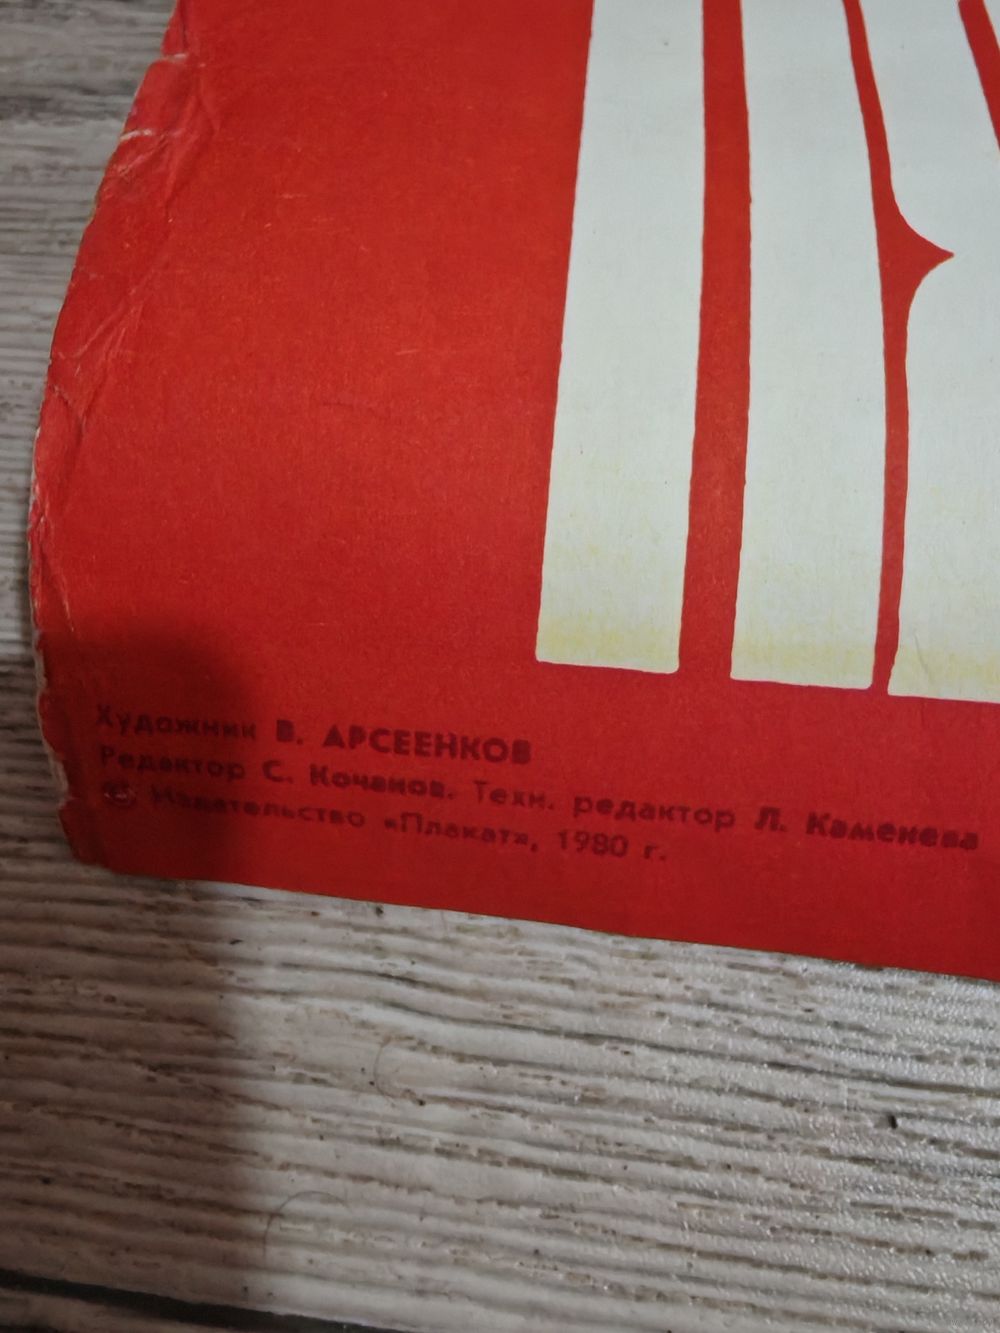 Художник В. АРСЕЕНКОВ
Редактор С. Кочанов. Техн. редактор Л. Каменева
© Издательство «Плакат», 1980 г.